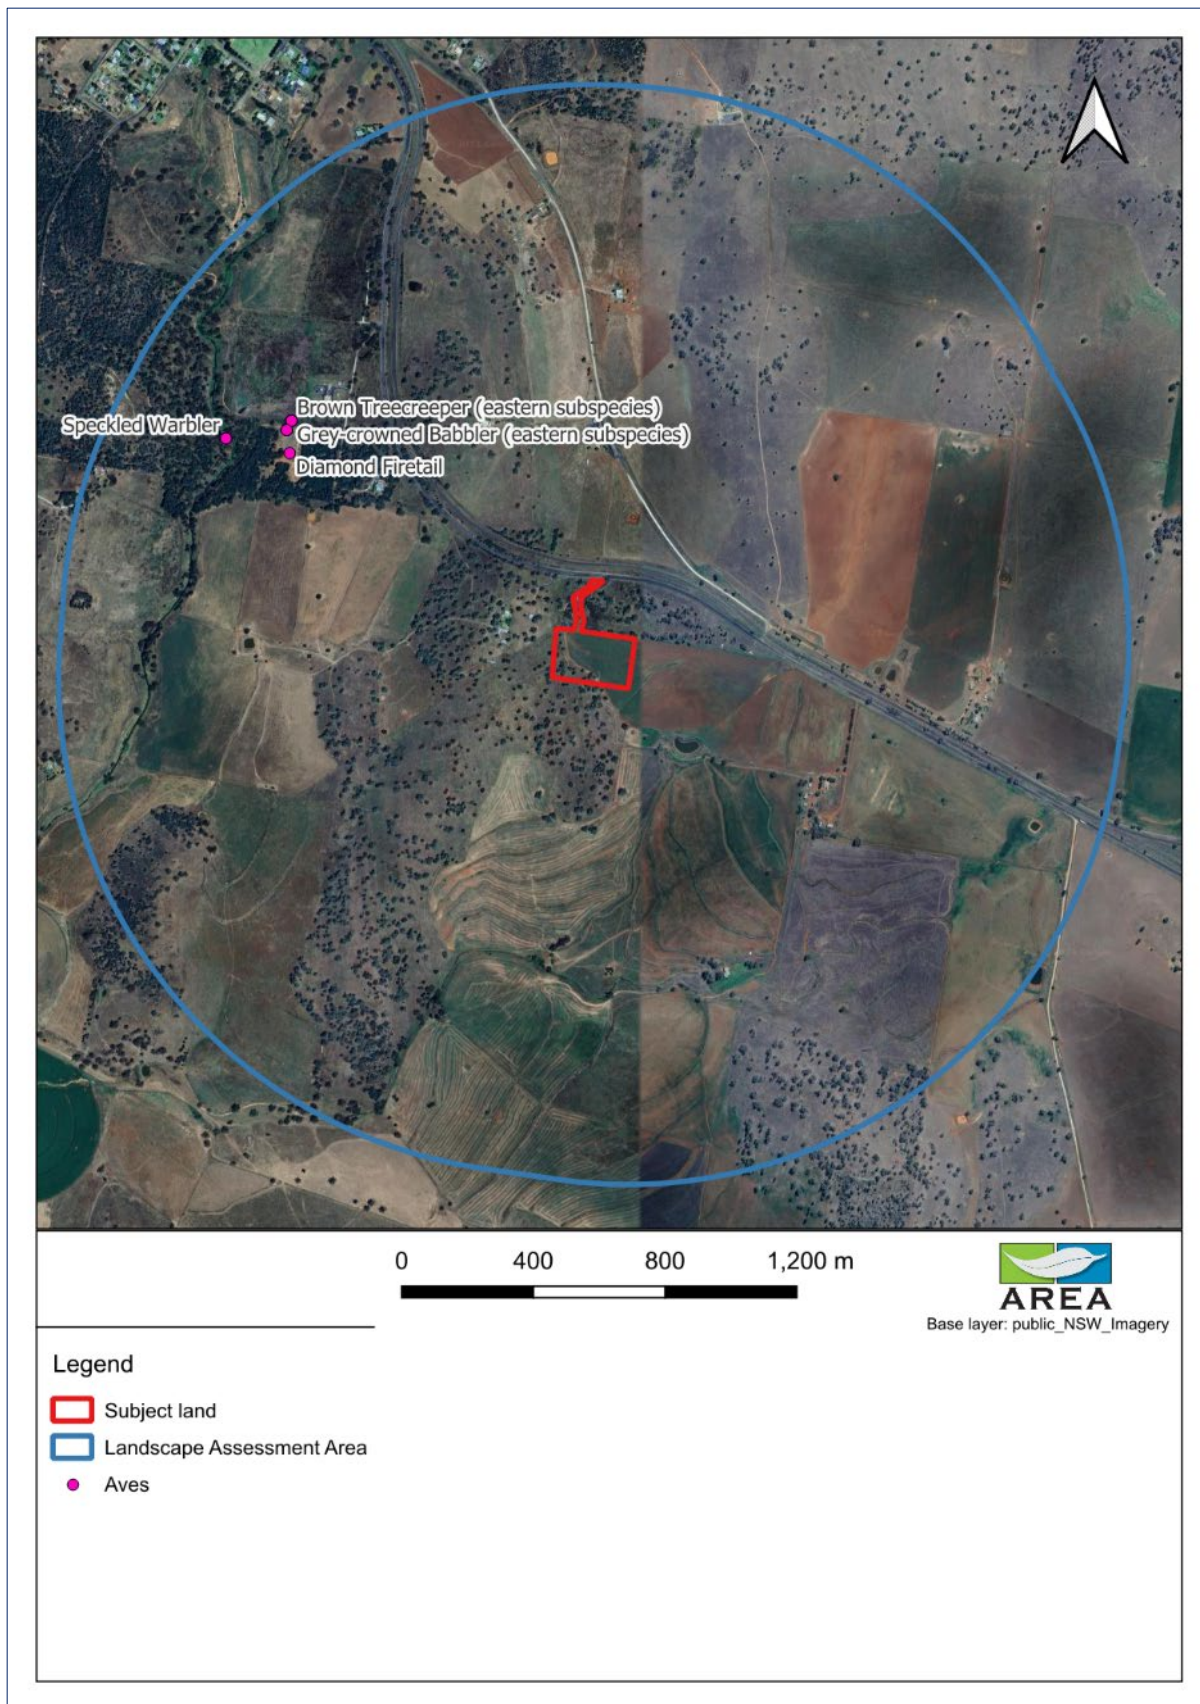 Brown Treecreeper (eastern subspecies)
Speckled Warbler
Grey-crowned Babbler (eastern subspecies)
Diamond Firetail
0 400 800 1,200 m
AREA
Base layer: public_NSW_Imagery
Legend
Subject land
Landscape Assessment Area
Aves